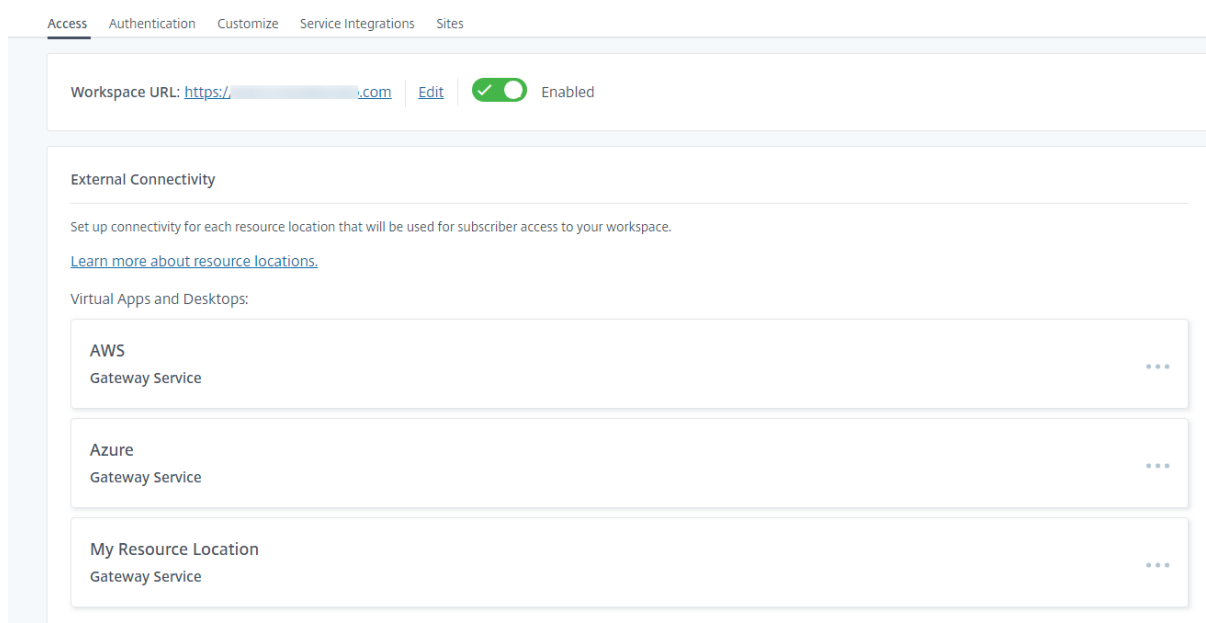 Access Authentication Customize Service Integrations Sites
Workspace URL: https:/ .com Edit Enabled
External Connectivity
Set up connectivity for each resource location that will be used for subscriber access to your workspace.
Learn more about resource locations.
Virtual Apps and Desktops:
AWS
Gateway Service
Azure
Gateway Service
My Resource Location
Gateway Service